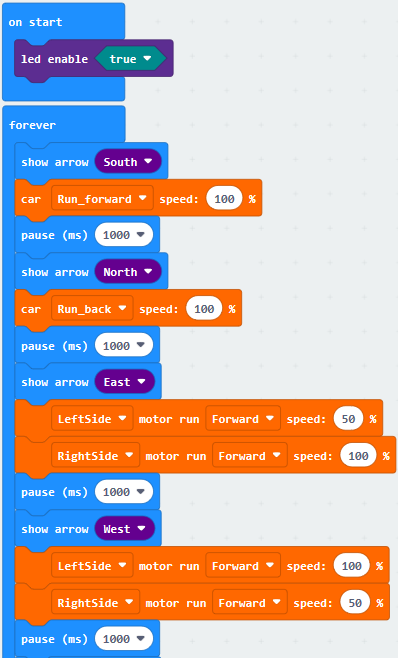 on start
led enable true
forever
show arrow South
car Run_forward speed: 100 %
pause (ms) 1000
show arrow North
car Run_back speed: 100 %
pause (ms) 1000
show arrow East
LeftSide motor run Forward speed: 50 %
RightSide motor run Forward speed: 100 %
pause (ms) 1000
show arrow West
LeftSide motor run Forward speed: 100 %
RightSide motor run Forward speed: 50 %
pause (ms) 1000